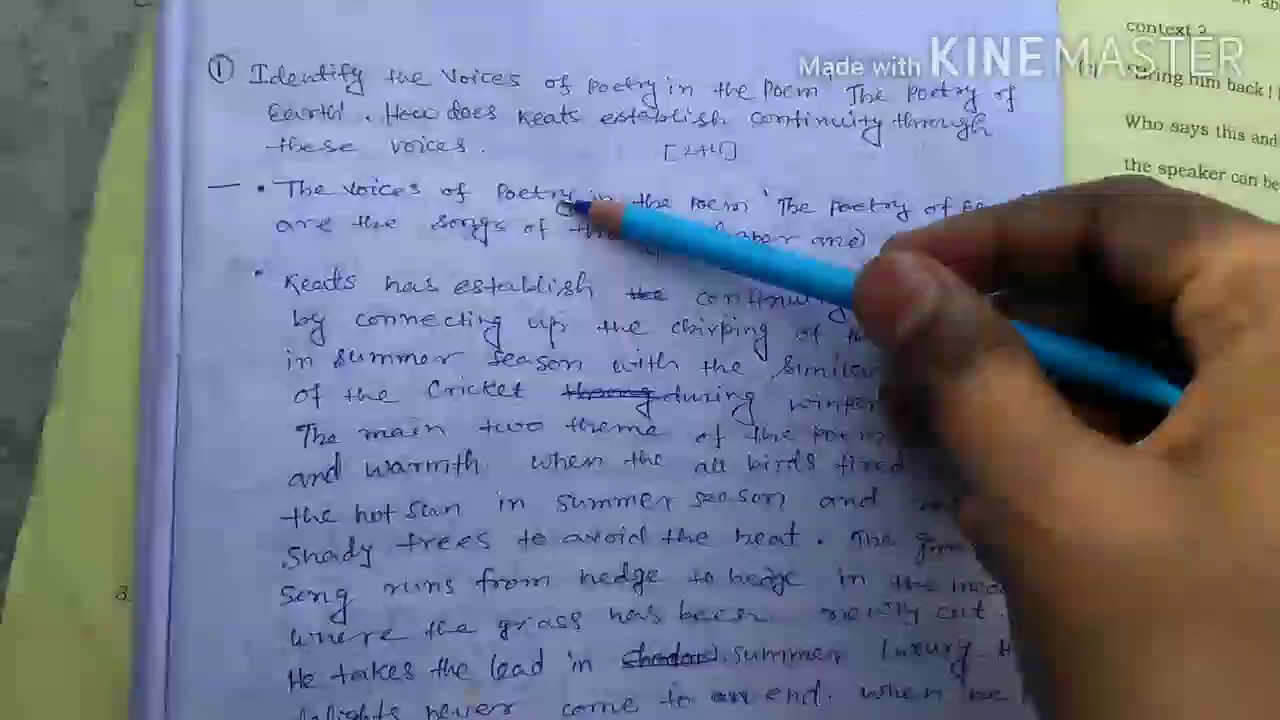 Made with KINEMASTER
① Identify the voices of Poetry in the Poem 'The Poetry of
Earth'. How does Keats establish continuity through
these voices. [2+4]
— • The voices of Poetry in the Poem 'The Poetry of
are the songs of the
• Keats has establish the
by connecting up the chirping of
in summer season with the
of the Cricket during winter
The main two theme of the Poem
and warmth. when the all birds tired
the hot sun in summer season and
shady trees to avoid the heat. The
song runs from hedge to hedge in the
where the grass has been newly cut.
He takes the lead in summer luxury.
delights never come to an end. when
context?
Bring him back!
Who says this and
the speaker can be